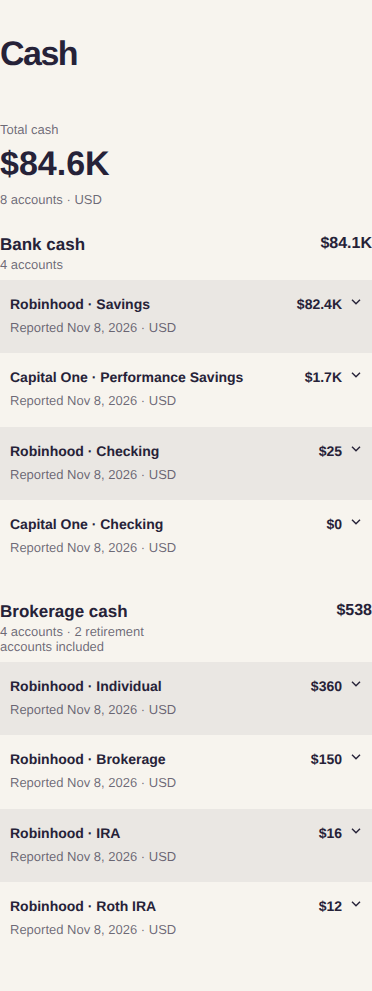 Cash
Total cash
$84.6K
8 accounts · USD
Bank cash
$84.1K
4 accounts
Robinhood · Savings
$82.4K
Reported Nov 8, 2026 · USD
Capital One · Performance Savings
$1.7K
Reported Nov 8, 2026 · USD
Robinhood · Checking
$25
Reported Nov 8, 2026 · USD
Capital One · Checking
$0
Reported Nov 8, 2026 · USD
Brokerage cash
$538
4 accounts · 2 retirement
accounts included
Robinhood · Individual
$360
Reported Nov 8, 2026 · USD
Robinhood · Brokerage
$150
Reported Nov 8, 2026 · USD
Robinhood · IRA
$16
Reported Nov 8, 2026 · USD
Robinhood · Roth IRA
$12
Reported Nov 8, 2026 · USD